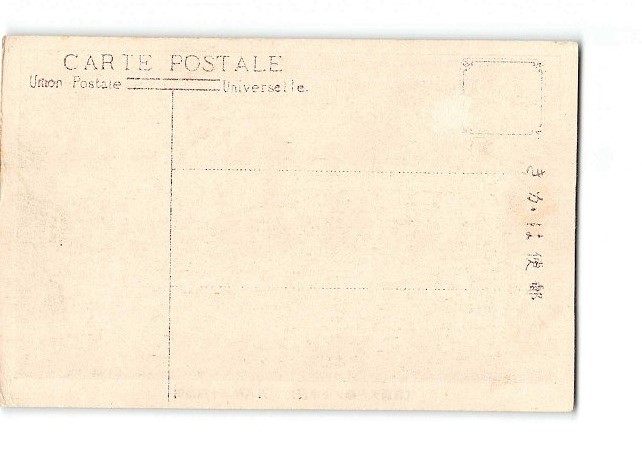 CARTE POSTALE
Union Postale Universelle.
きかは便郵